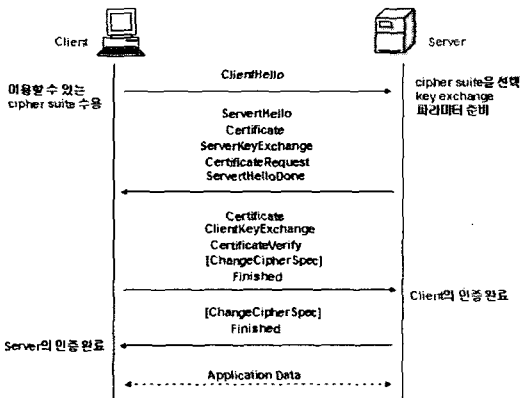 Client
Server
ClientHello
이용할 수 있는
cipher suite 수용
cipher suite을 선택
key exchange
파라미터 준비
ServertHello
Certificate
ServerKeyExchange
CertificateRequest
ServertHelloDone
Certificate
ClientKeyExchange
CertificateVerify
[ChangeCipherSpec]
Finished
Client의 인증 완료
[ChangeCipherSpec]
Finished
Server의 인증 완료
Application Data